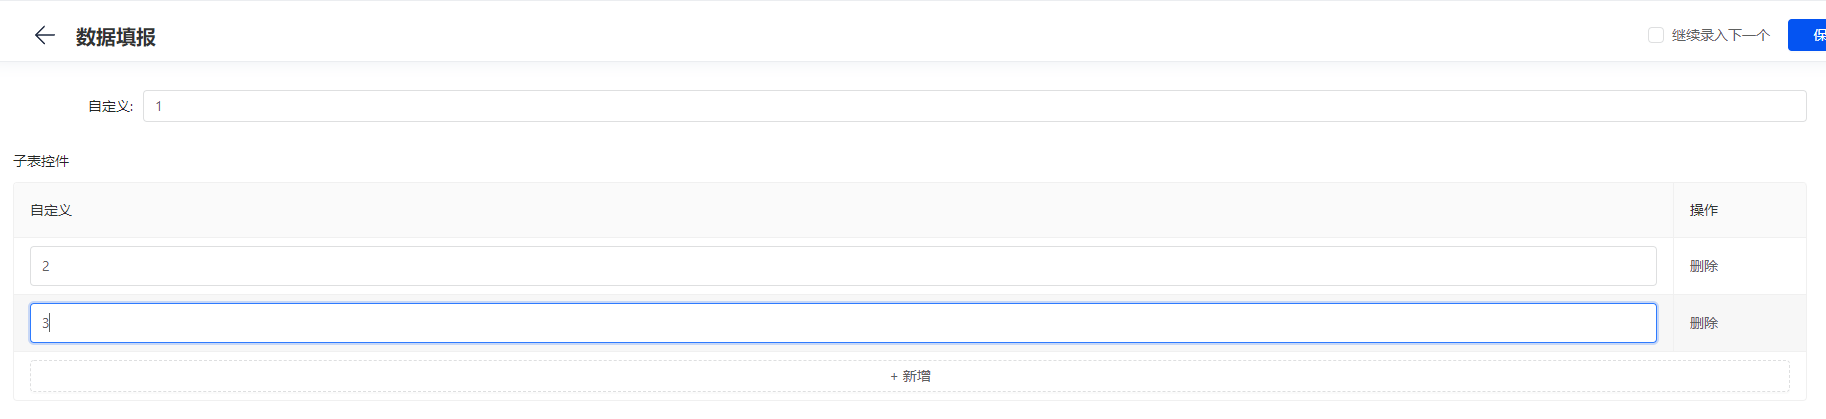 数据填报
继续录入下一个
保
自定义: 1
子表控件
自定义 操作
2 删除
3 删除
+ 新增